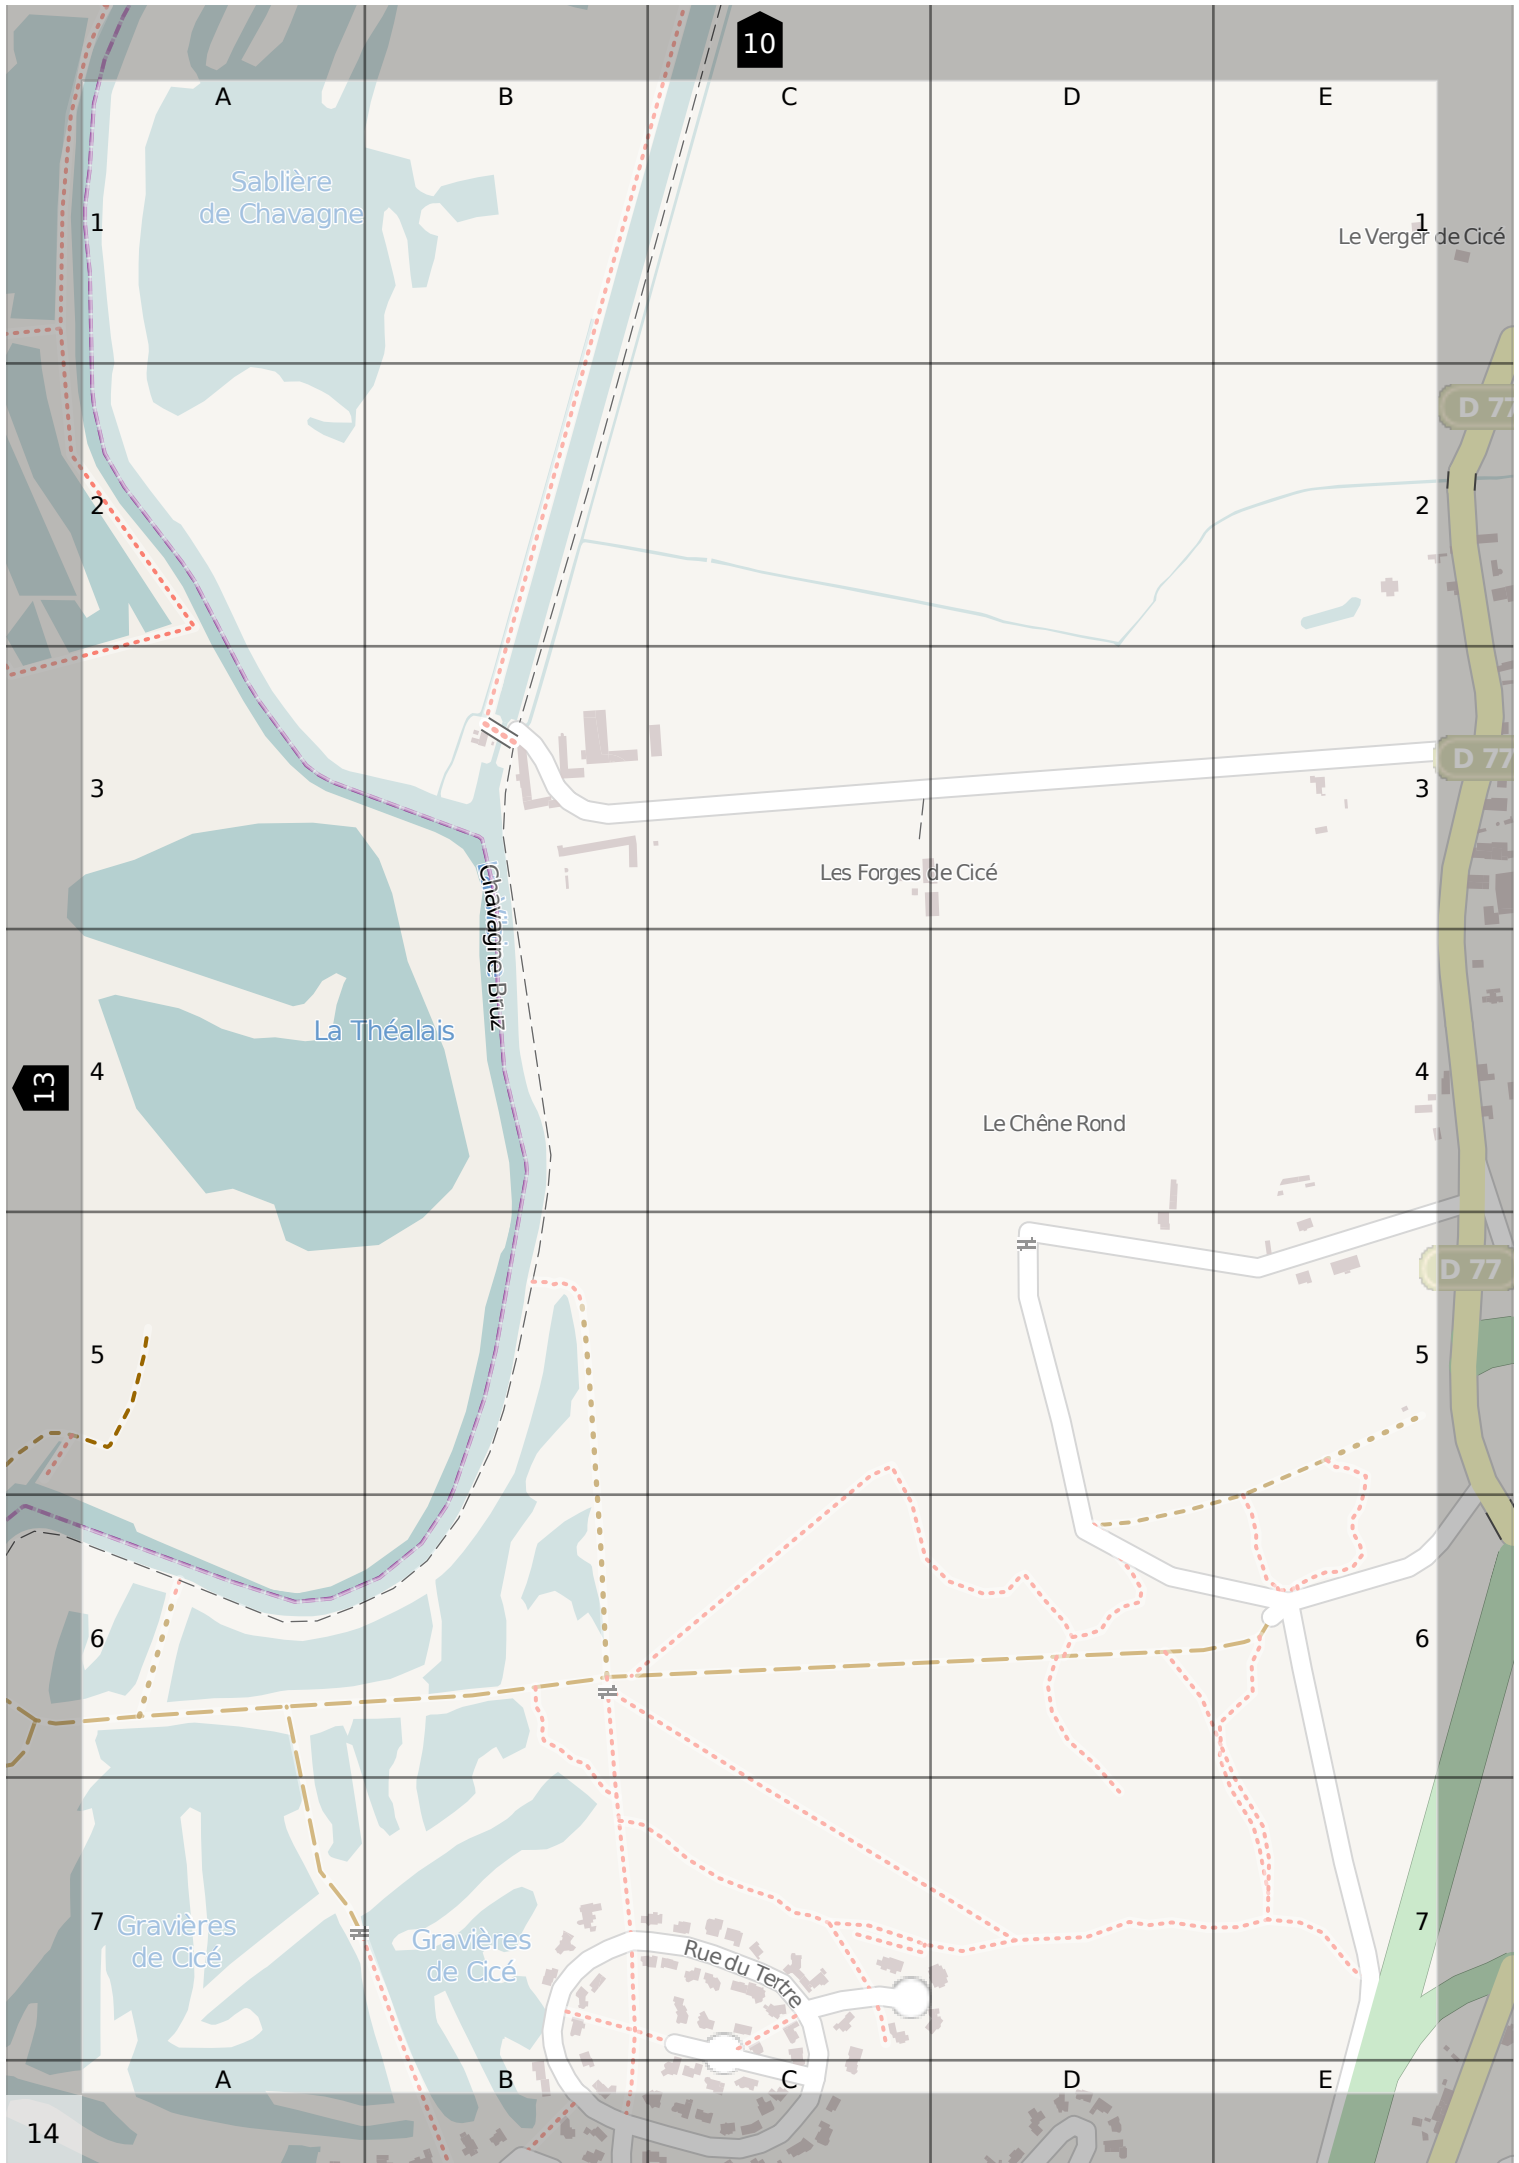 10
A B C D E
Sablière
de Chavagne
1 1
Le Verger de Cicé
D 77
2 2
D 77
3 3
Les Forges de Cicé
Chavagne
Bruz
La Théalais
13
4 4
Le Chêne Rond
D 77
5 5
6 6
7 7
Gravières
de Cicé
Gravières
de Cicé
Rue du Tertre
A B C D E
14